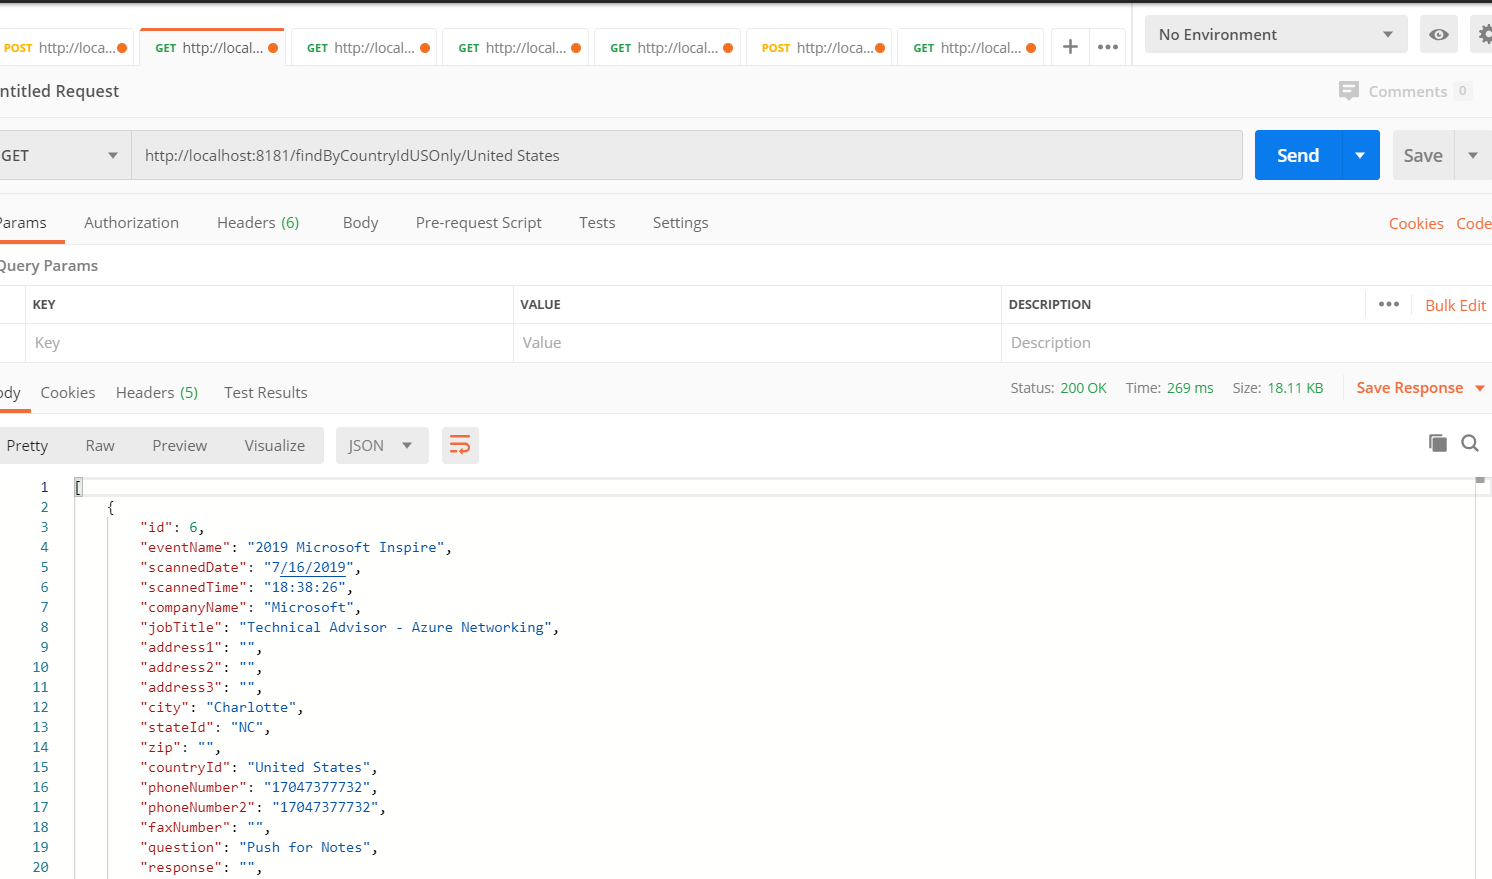 POST http://loca... GET http://local... GET http://local... GET http://local... GET http://local... POST http://loca... GET http://local... + ••• No Environment
ntitled Request Comments 0
GET http://localhost:8181/findByCountryIdUSOnly/United States Send Save
Params Authorization Headers (6) Body Pre-request Script Tests Settings Cookies Code
Query Params
KEY VALUE DESCRIPTION ••• Bulk Edit
Key Value Description
ody Cookies Headers (5) Test Results Status: 200 OK Time: 269 ms Size: 18.11 KB Save Response
Pretty Raw Preview Visualize JSON
1 [
2 {
3 "id": 6,
4 "eventName": "2019 Microsoft Inspire",
5 "scannedDate": "7/16/2019",
6 "scannedTime": "18:38:26",
7 "companyName": "Microsoft",
8 "jobTitle": "Technical Advisor - Azure Networking",
9 "address1": "",
10 "address2": "",
11 "address3": "",
12 "city": "Charlotte",
13 "stateId": "NC",
14 "zip": "",
15 "countryId": "United States",
16 "phoneNumber": "17047377732",
17 "phoneNumber2": "17047377732",
18 "faxNumber": "",
19 "question": "Push for Notes",
20 "response": "",